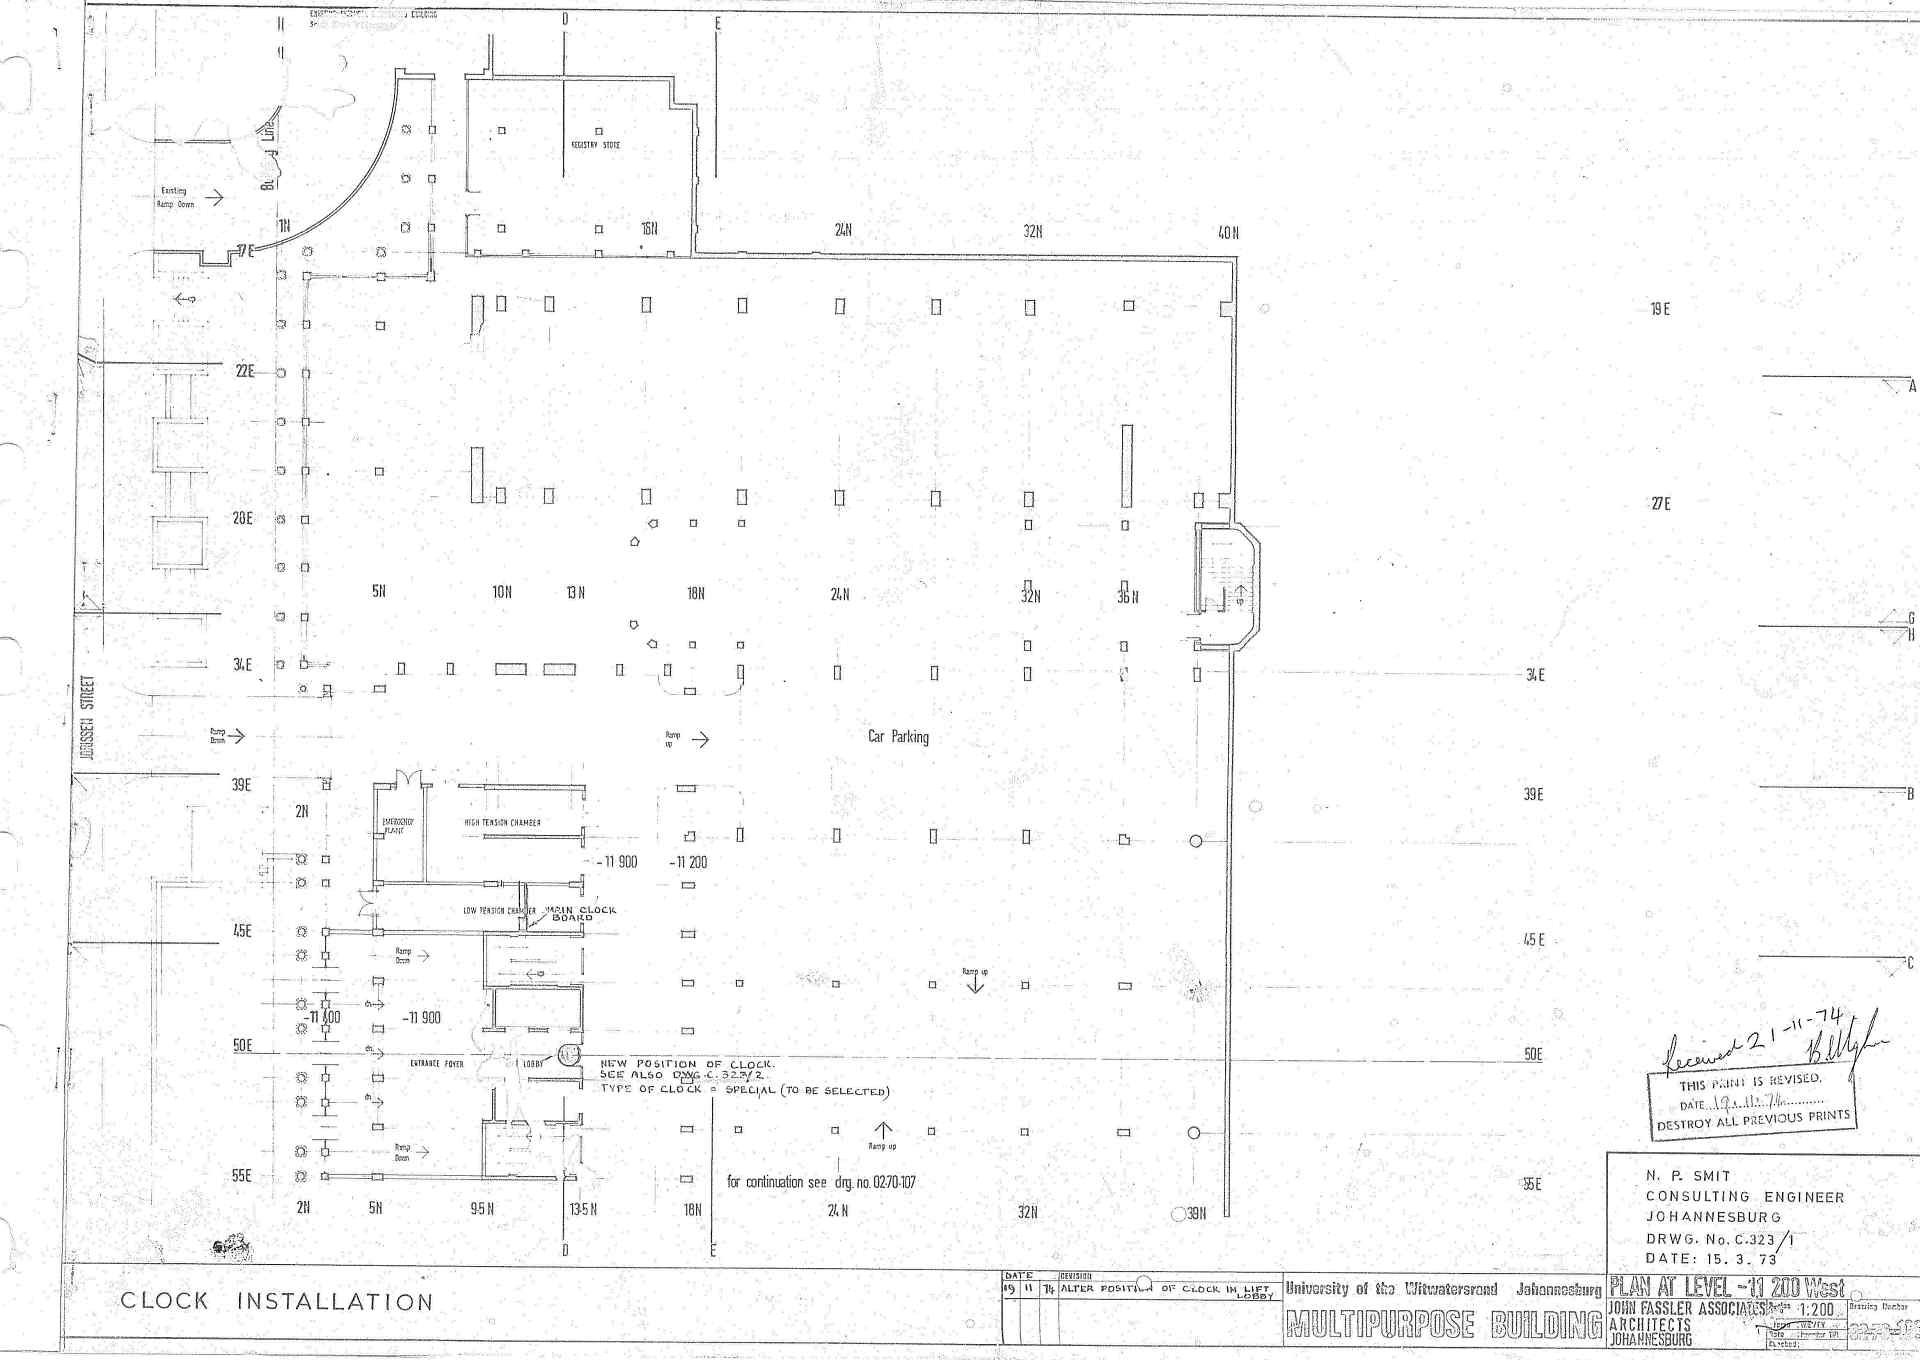 D
E
Existing
Ramp Down
REGISTRY STORE
1N
16N
24N
32N
40N
17E
19E
22E
A
27E
28E
5N
10N
13N
18N
24N
32N
36N
G
H
34E
34E
JORISSEN STREET
Ramp
Down
Ramp
up
Car Parking
39E
39E
B
2N
EMERGENCY
PLANT
HIGH TENSION CHAMBER
-11 900
-11 200
LOW TENSION CHAMBER
MAIN CLOCK
BOARD
45E
45E
C
Ramp
Down
Ramp up
-11 900
50E
50E
ENTRANCE FOYER
LOBBY
NEW POSITION OF CLOCK.
SEE ALSO DWG. C.323/2.
TYPE OF CLOCK = SPECIAL (TO BE SELECTED)
Received 21-11-74
THIS PRINT IS REVISED.
DATE 19.11.74
DESTROY ALL PREVIOUS PRINTS
Ramp
Down
Ramp up
55E
55E
for continuation see drg. no. 02-70-107
2N
5N
9·5N
13·5N
18N
24N
32N
39N
D
E
N. P. SMIT
CONSULTING ENGINEER
JOHANNESBURG
DRWG. No. C.323/1
DATE: 15. 3. 73
CLOCK INSTALLATION
DATE
REVISION
19 11 74 ALTER POSITION OF CLOCK IN LIFT
LOBBY
University of the Witwatersrand Johannesburg
MULTIPURPOSE BUILDING
PLAN AT LEVEL -11 200 West
JOHN FASSLER ASSOCIATES
ARCHITECTS
JOHANNESBURG
1:200
Drawing Number